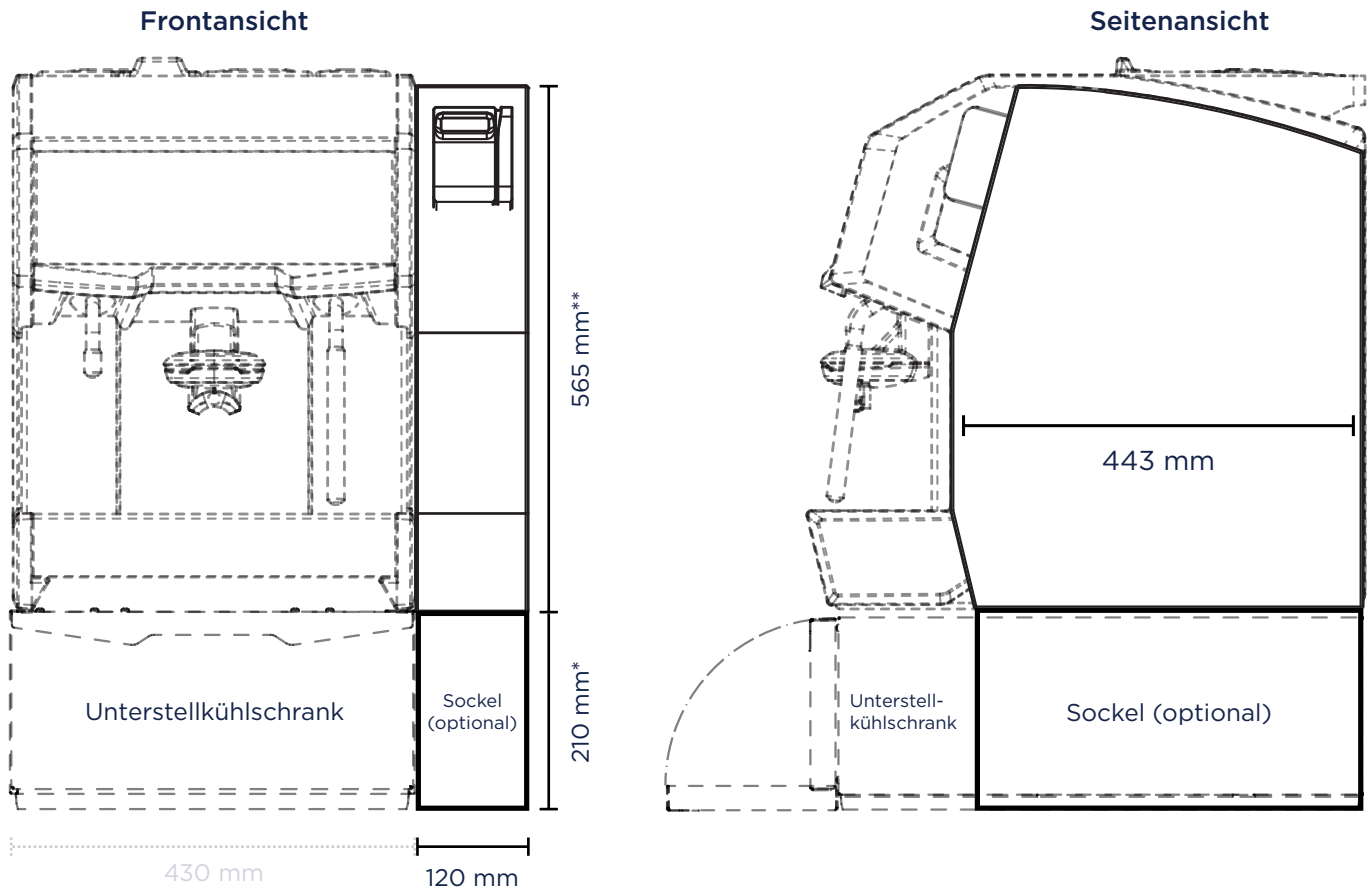 Frontansicht
Seitenansicht
565 mm**
443 mm
Unterstellkühlschrank
Sockel
(optional)
210 mm*
Unterstell-
kühlschrank
Sockel (optional)
430 mm
120 mm